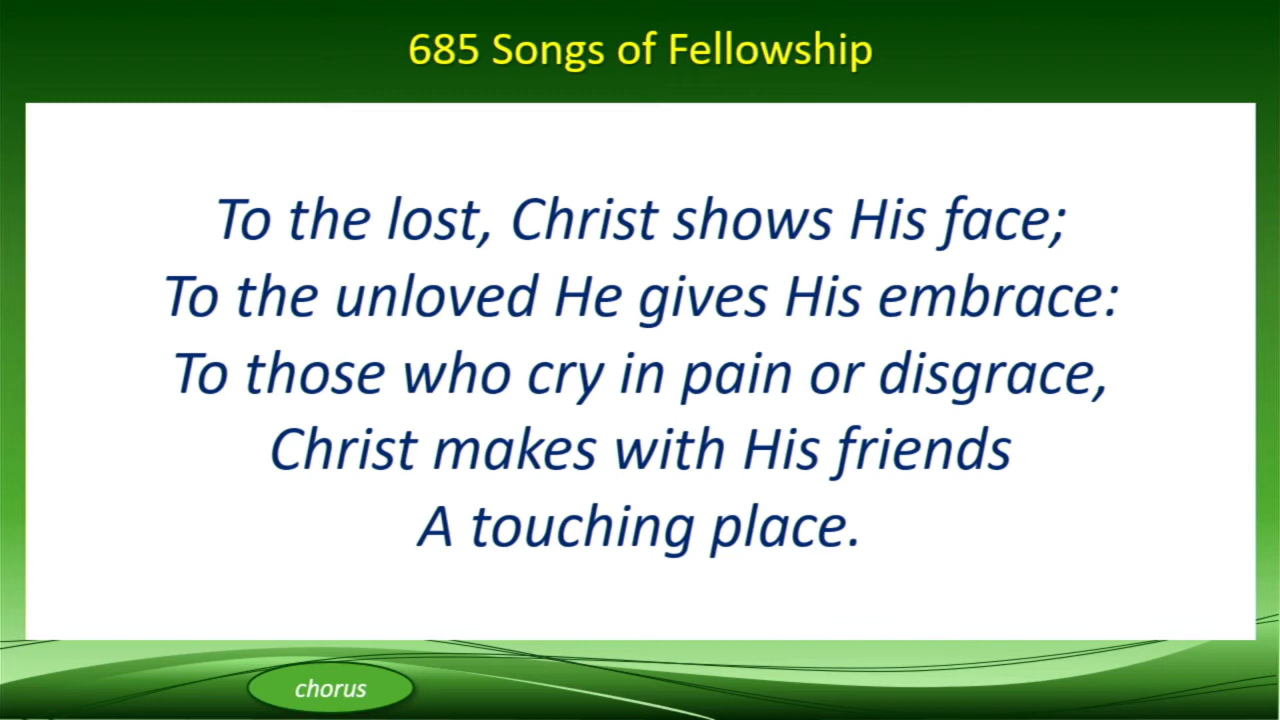 685 Songs of Fellowship
To the lost, Christ shows His face;
To the unloved He gives His embrace:
To those who cry in pain or disgrace,
Christ makes with His friends
A touching place.
chorus